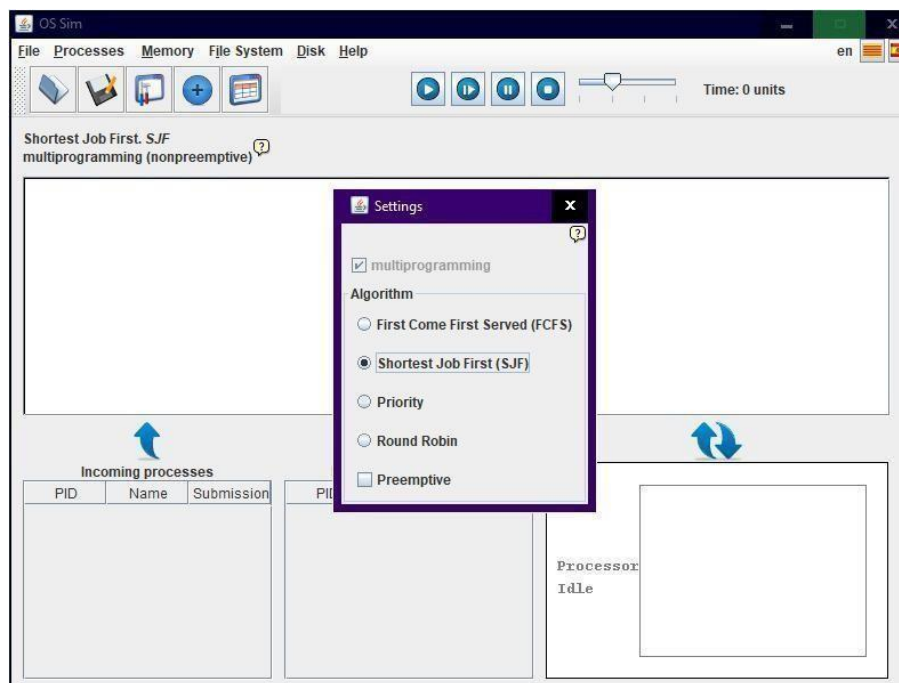 OS Sim
File Processes Memory File System Disk Help en
Time: 0 units
Shortest Job First. SJF
multiprogramming (nonpreemptive)
Settings
multiprogramming
Algorithm
First Come First Served (FCFS)
Shortest Job First (SJF)
Priority
Round Robin
Preemptive
Incoming processes
PID Name Submission
Processor
Idle